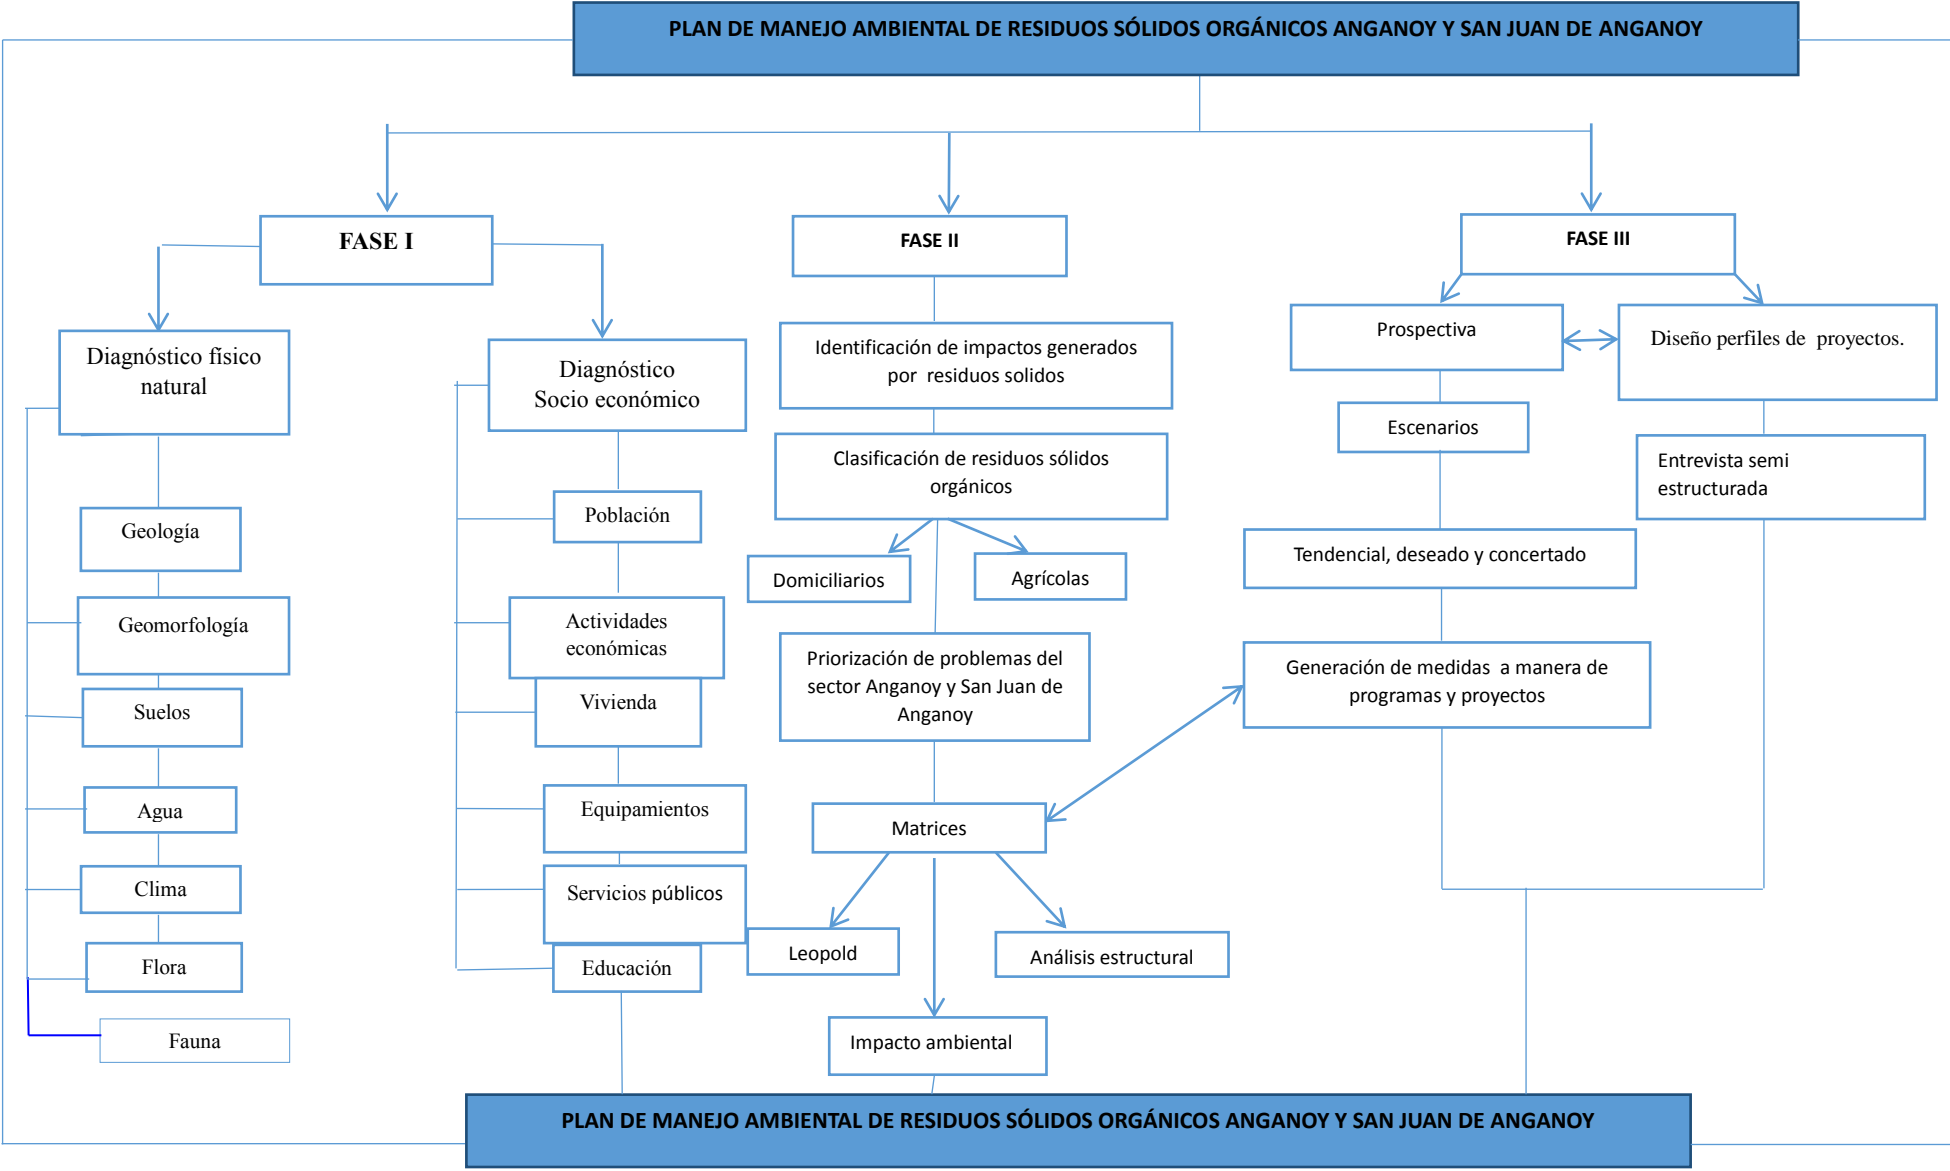 PLAN DE MANEJO AMBIENTAL DE RESIDUOS SÓLIDOS ORGÁNICOS ANGANOY Y SAN JUAN DE ANGANOY
FASE I
Diagnóstico físico
natural
Geología
Geomorfología
Suelos
Agua
Clima
Flora
Fauna
Diagnóstico
Socio económico
Población
Actividades
económicas
Vivienda
Equipamientos
Servicios públicos
Educación
FASE II
Identificación de impactos generados
por residuos solidos
Clasificación de residuos sólidos
orgánicos
Domiciliarios
Agrícolas
Priorización de problemas del
sector Anganoy y San Juan de
Anganoy
Matrices
Leopold
Análisis estructural
Impacto ambiental
FASE III
Prospectiva
Diseño perfiles de proyectos.
Escenarios
Entrevista semi
estructurada
Tendencial, deseado y concertado
Generación de medidas a manera de
programas y proyectos
PLAN DE MANEJO AMBIENTAL DE RESIDUOS SÓLIDOS ORGÁNICOS ANGANOY Y SAN JUAN DE ANGANOY